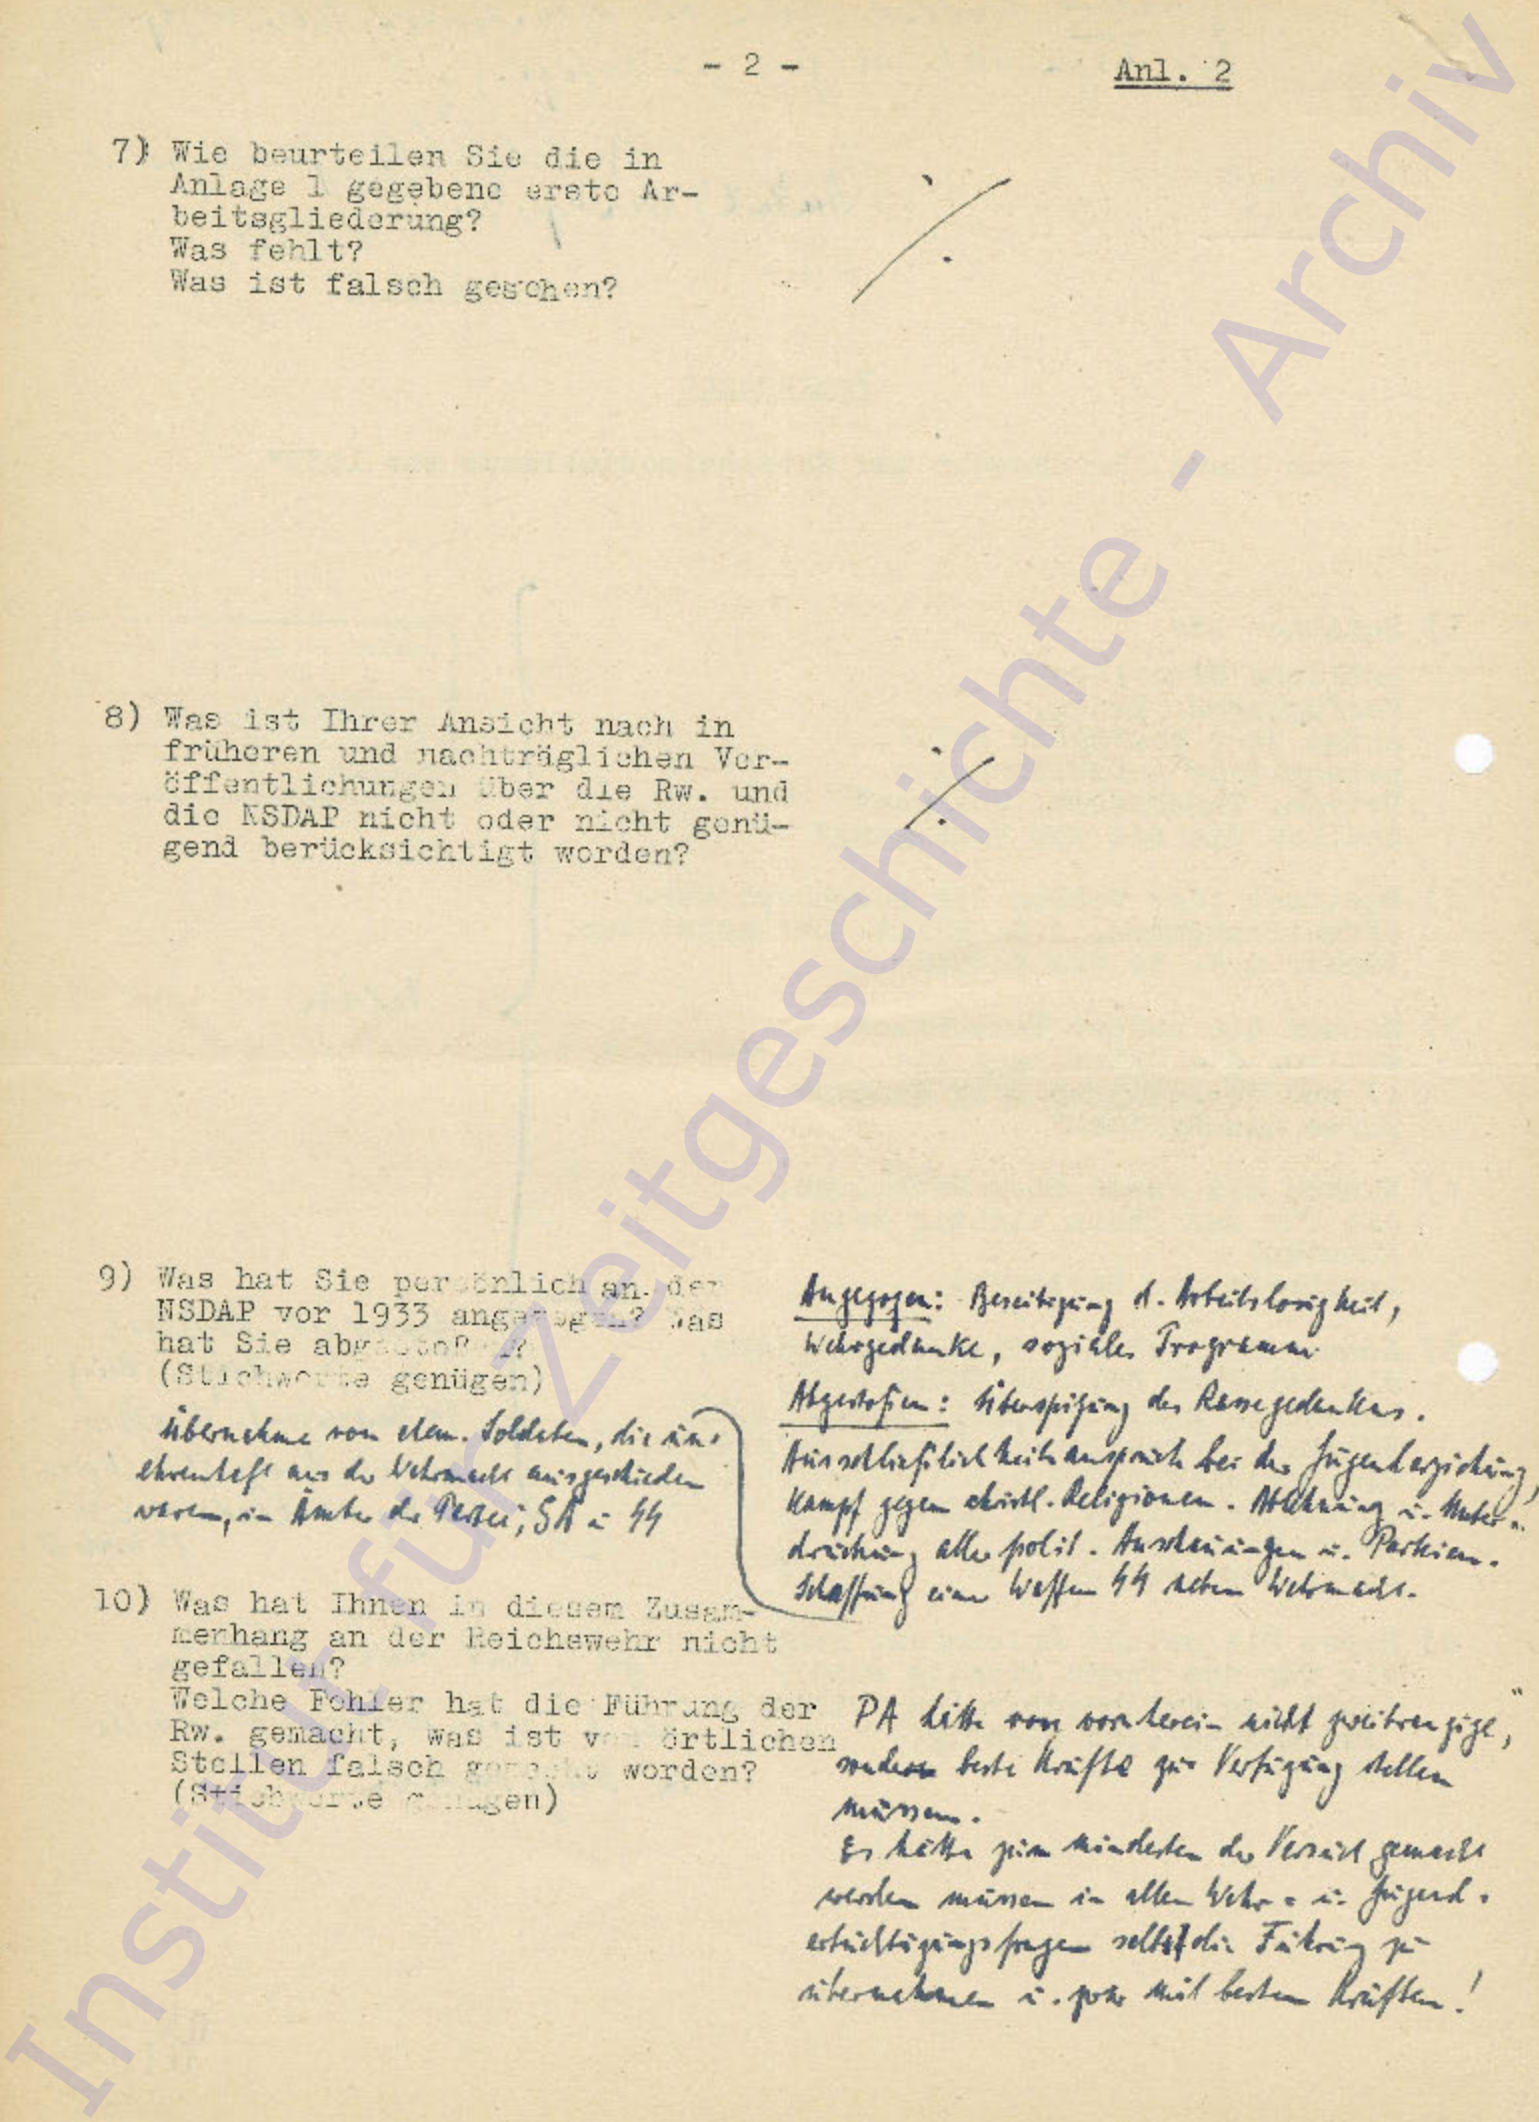 - 2 -
Anl. 2
7) Wie beurteilen Sie die in
Anlage 1 gegebene erste Ar-
beitsgliederung?
Was fehlt?
Was ist falsch gesehen?
./.
8) Was ist Ihrer Ansicht nach in
früheren und nachträglichen Ver-
öffentlichungen über die Rw. und
die NSDAP nicht oder nicht genü-
gend berücksichtigt worden?
./.
9) Was hat Sie persönlich an der
NSDAP vor 1933 angezogen? Was
hat Sie abgestoßen?
(Stichworte genügen)
Angezogen: Beseitigung d. Arbeitslosigkeit,
Wehrgedanke, soziales Programm
Abgestoßen: Überspitzung des Rassegedankens.
Ausschließlichkeitsanspruch bei der Jugenderziehung,
Kampf gegen christl. Religionen. Ablehnung u. Unter-
drückung aller polit. Anschauungen u. Parteien.
Schaffung einer Waffen SS neben Wehrmacht.
Übernahme von ehem. Soldaten, die un-
ehrenhaft aus der Wehrmacht ausgeschieden
waren, in Ämter der Partei, SA u. SS
10) Was hat Ihnen in diesem Zusam-
menhang an der Reichswehr nicht
gefallen?
Welche Fehler hat die Führung der
Rw. gemacht, was ist von örtlichen
Stellen falsch gemacht worden?
(Stichworte genügen)
PA hätte von vornherein nicht zweitrangige,
sondern beste Kräfte zur Verfügung stellen
müssen.
Es hätte zum mindesten der Versuch gemacht
werden müssen in allen Wehr- u. Jugend-
ertüchtigungsfragen selbst die Führung zu
übernehmen u. zwar mit besten Kräften!
Institut für Zeitgeschichte - Archiv